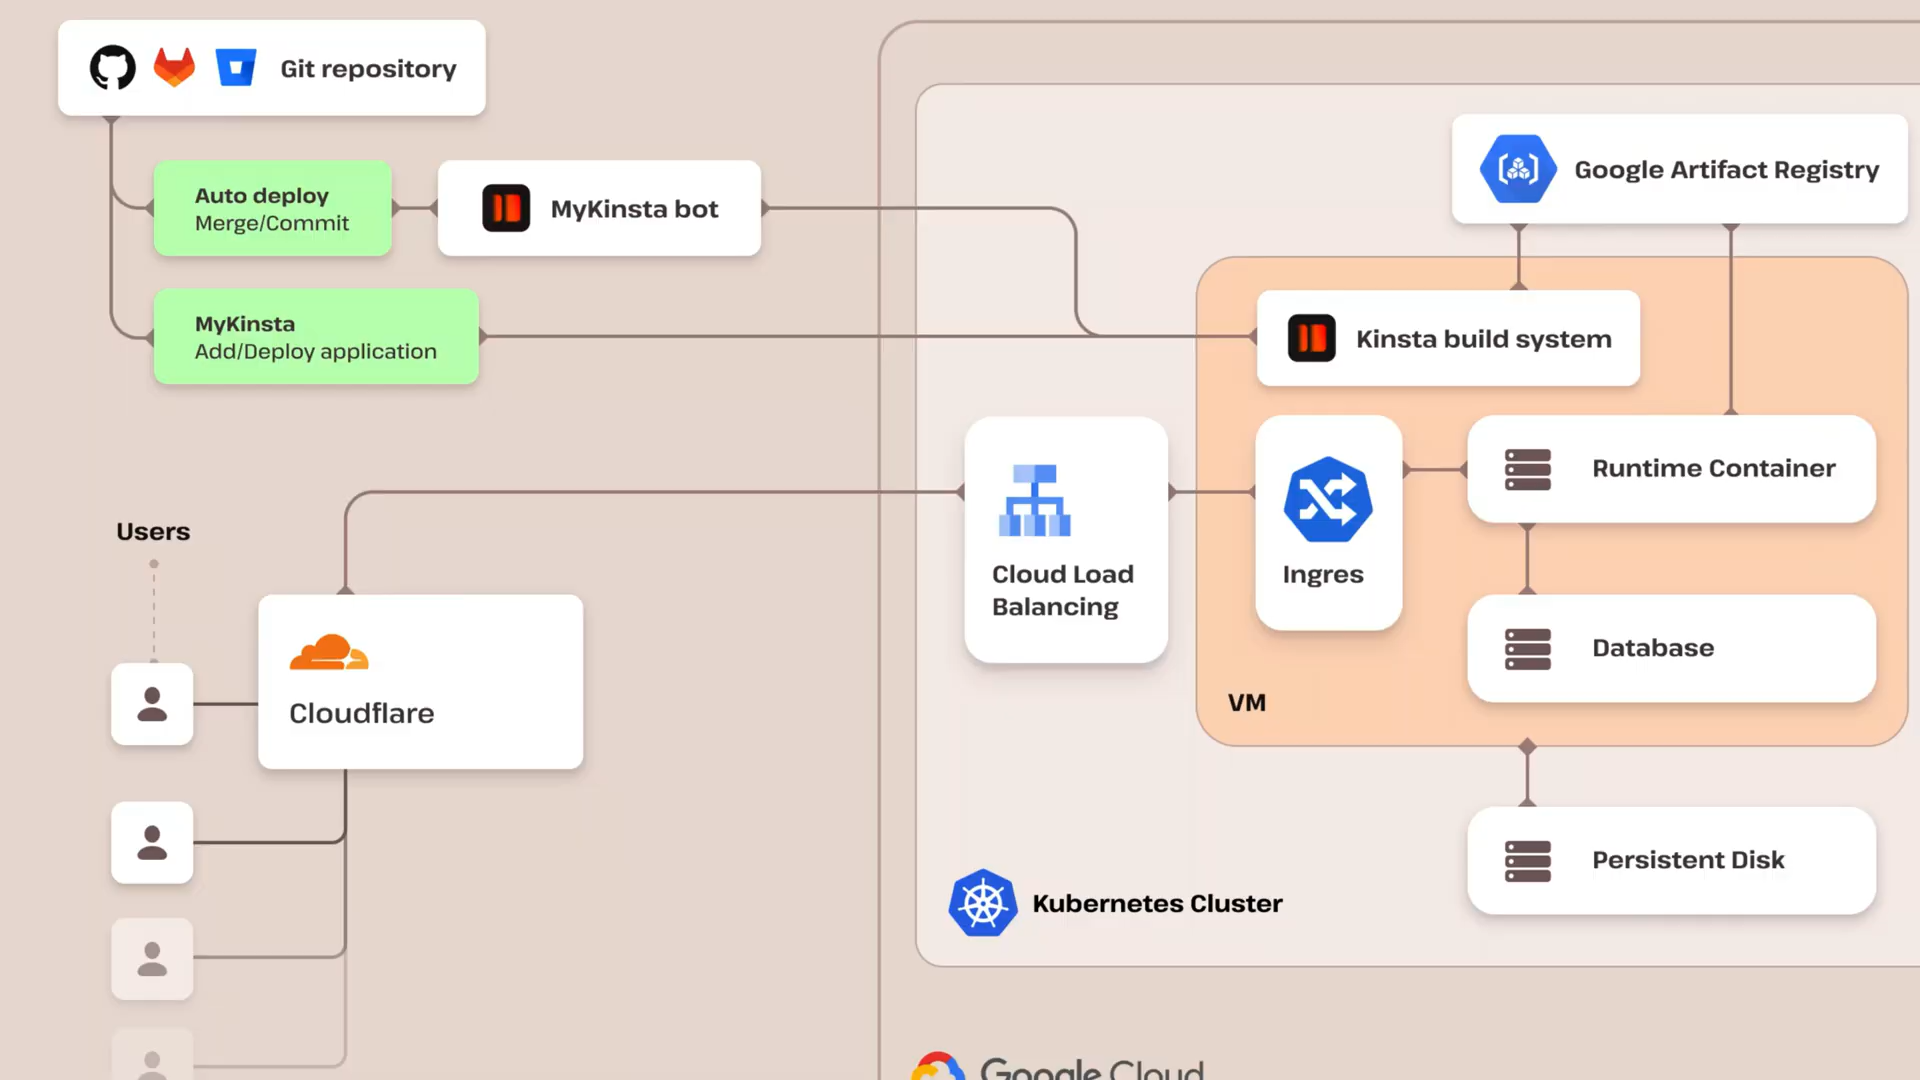 Git repository
Auto deploy
Merge/Commit
MyKinsta bot
MyKinsta
Add/Deploy application
Google Artifact Registry
Kinsta build system
Cloud Load
Balancing
Ingres
Runtime Container
Database
VM
Persistent Disk
Users
Cloudflare
Kubernetes Cluster
Google Cloud